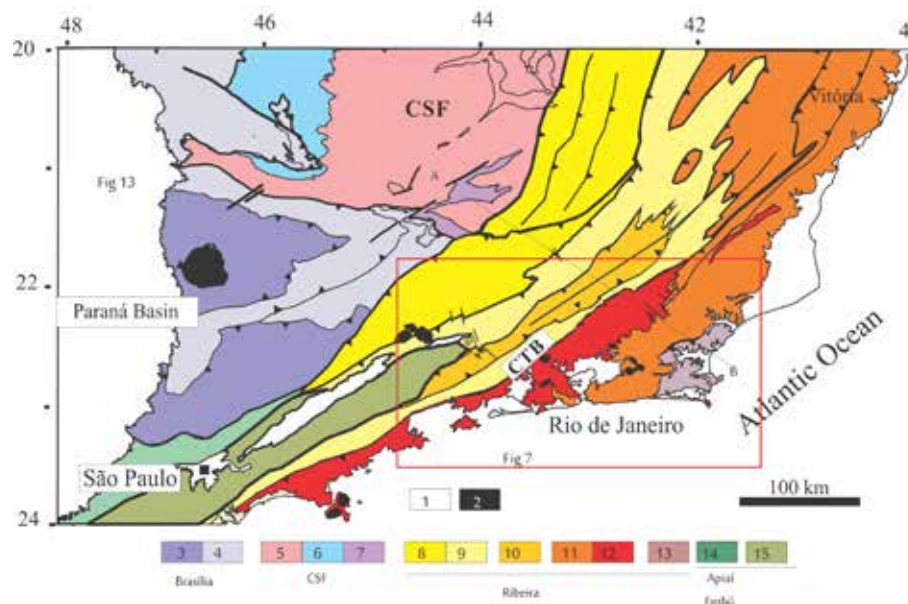 48 46 44 42
20
Vitória
CSF
A
Fig 13
22
Paraná Basin
CTB
B
Atlantic Ocean
Rio de Janeiro
Fig 7
São Paulo
100 km
24
1 2
3 4 5 6 7 8 9 10 11 12 13 14 15
Brasília CSF Ribeira Apiaí
Embú